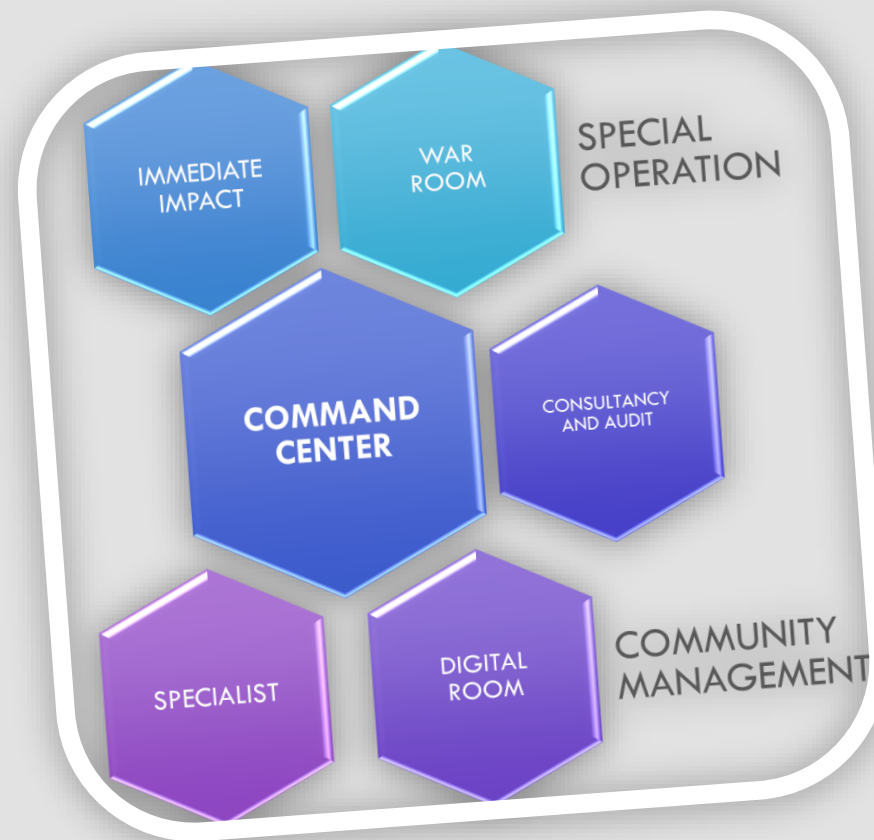 IMMEDIATE
IMPACT
WAR
ROOM
SPECIAL
OPERATION
COMMAND
CENTER
CONSULTANCY
AND AUDIT
SPECIALIST
DIGITAL
ROOM
COMMUNITY
MANAGEMENT